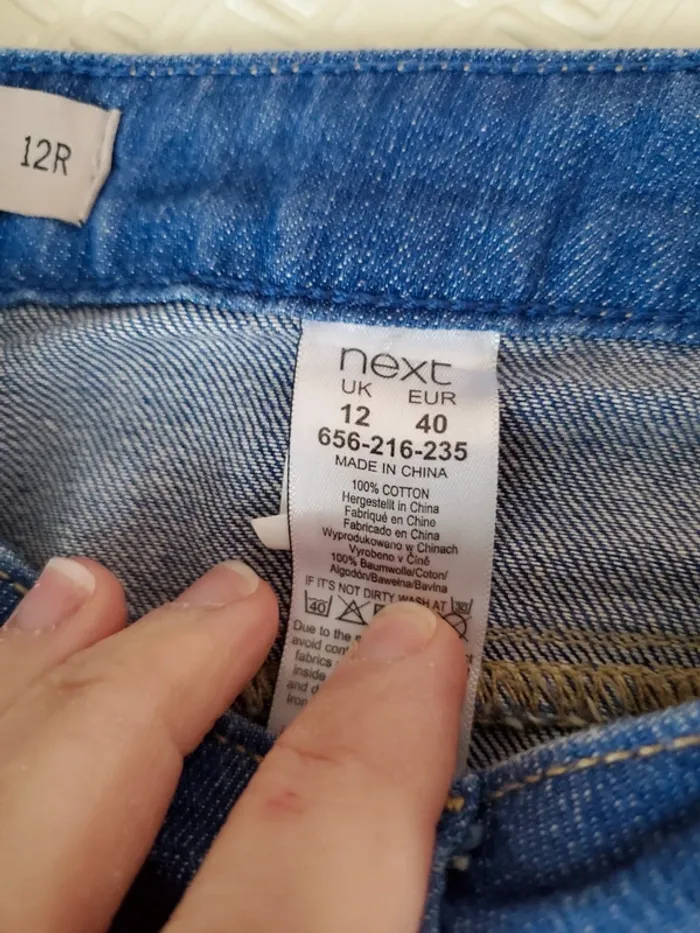 12R
next
UK EUR
12 40
656-216-235
MADE IN CHINA
100% COTTON
Hergestellt in China
Fabriqué en Chine
Fabricado en China
Wyprodukowano w Chinach
Vyrobeno v Číně
100% Baumwolle/Coton/
Algodón/Bawełna/Bavlna
IF IT'S NOT DIRTY WASH AT 30
40
Due to the
avoid
fabrics
inside
and